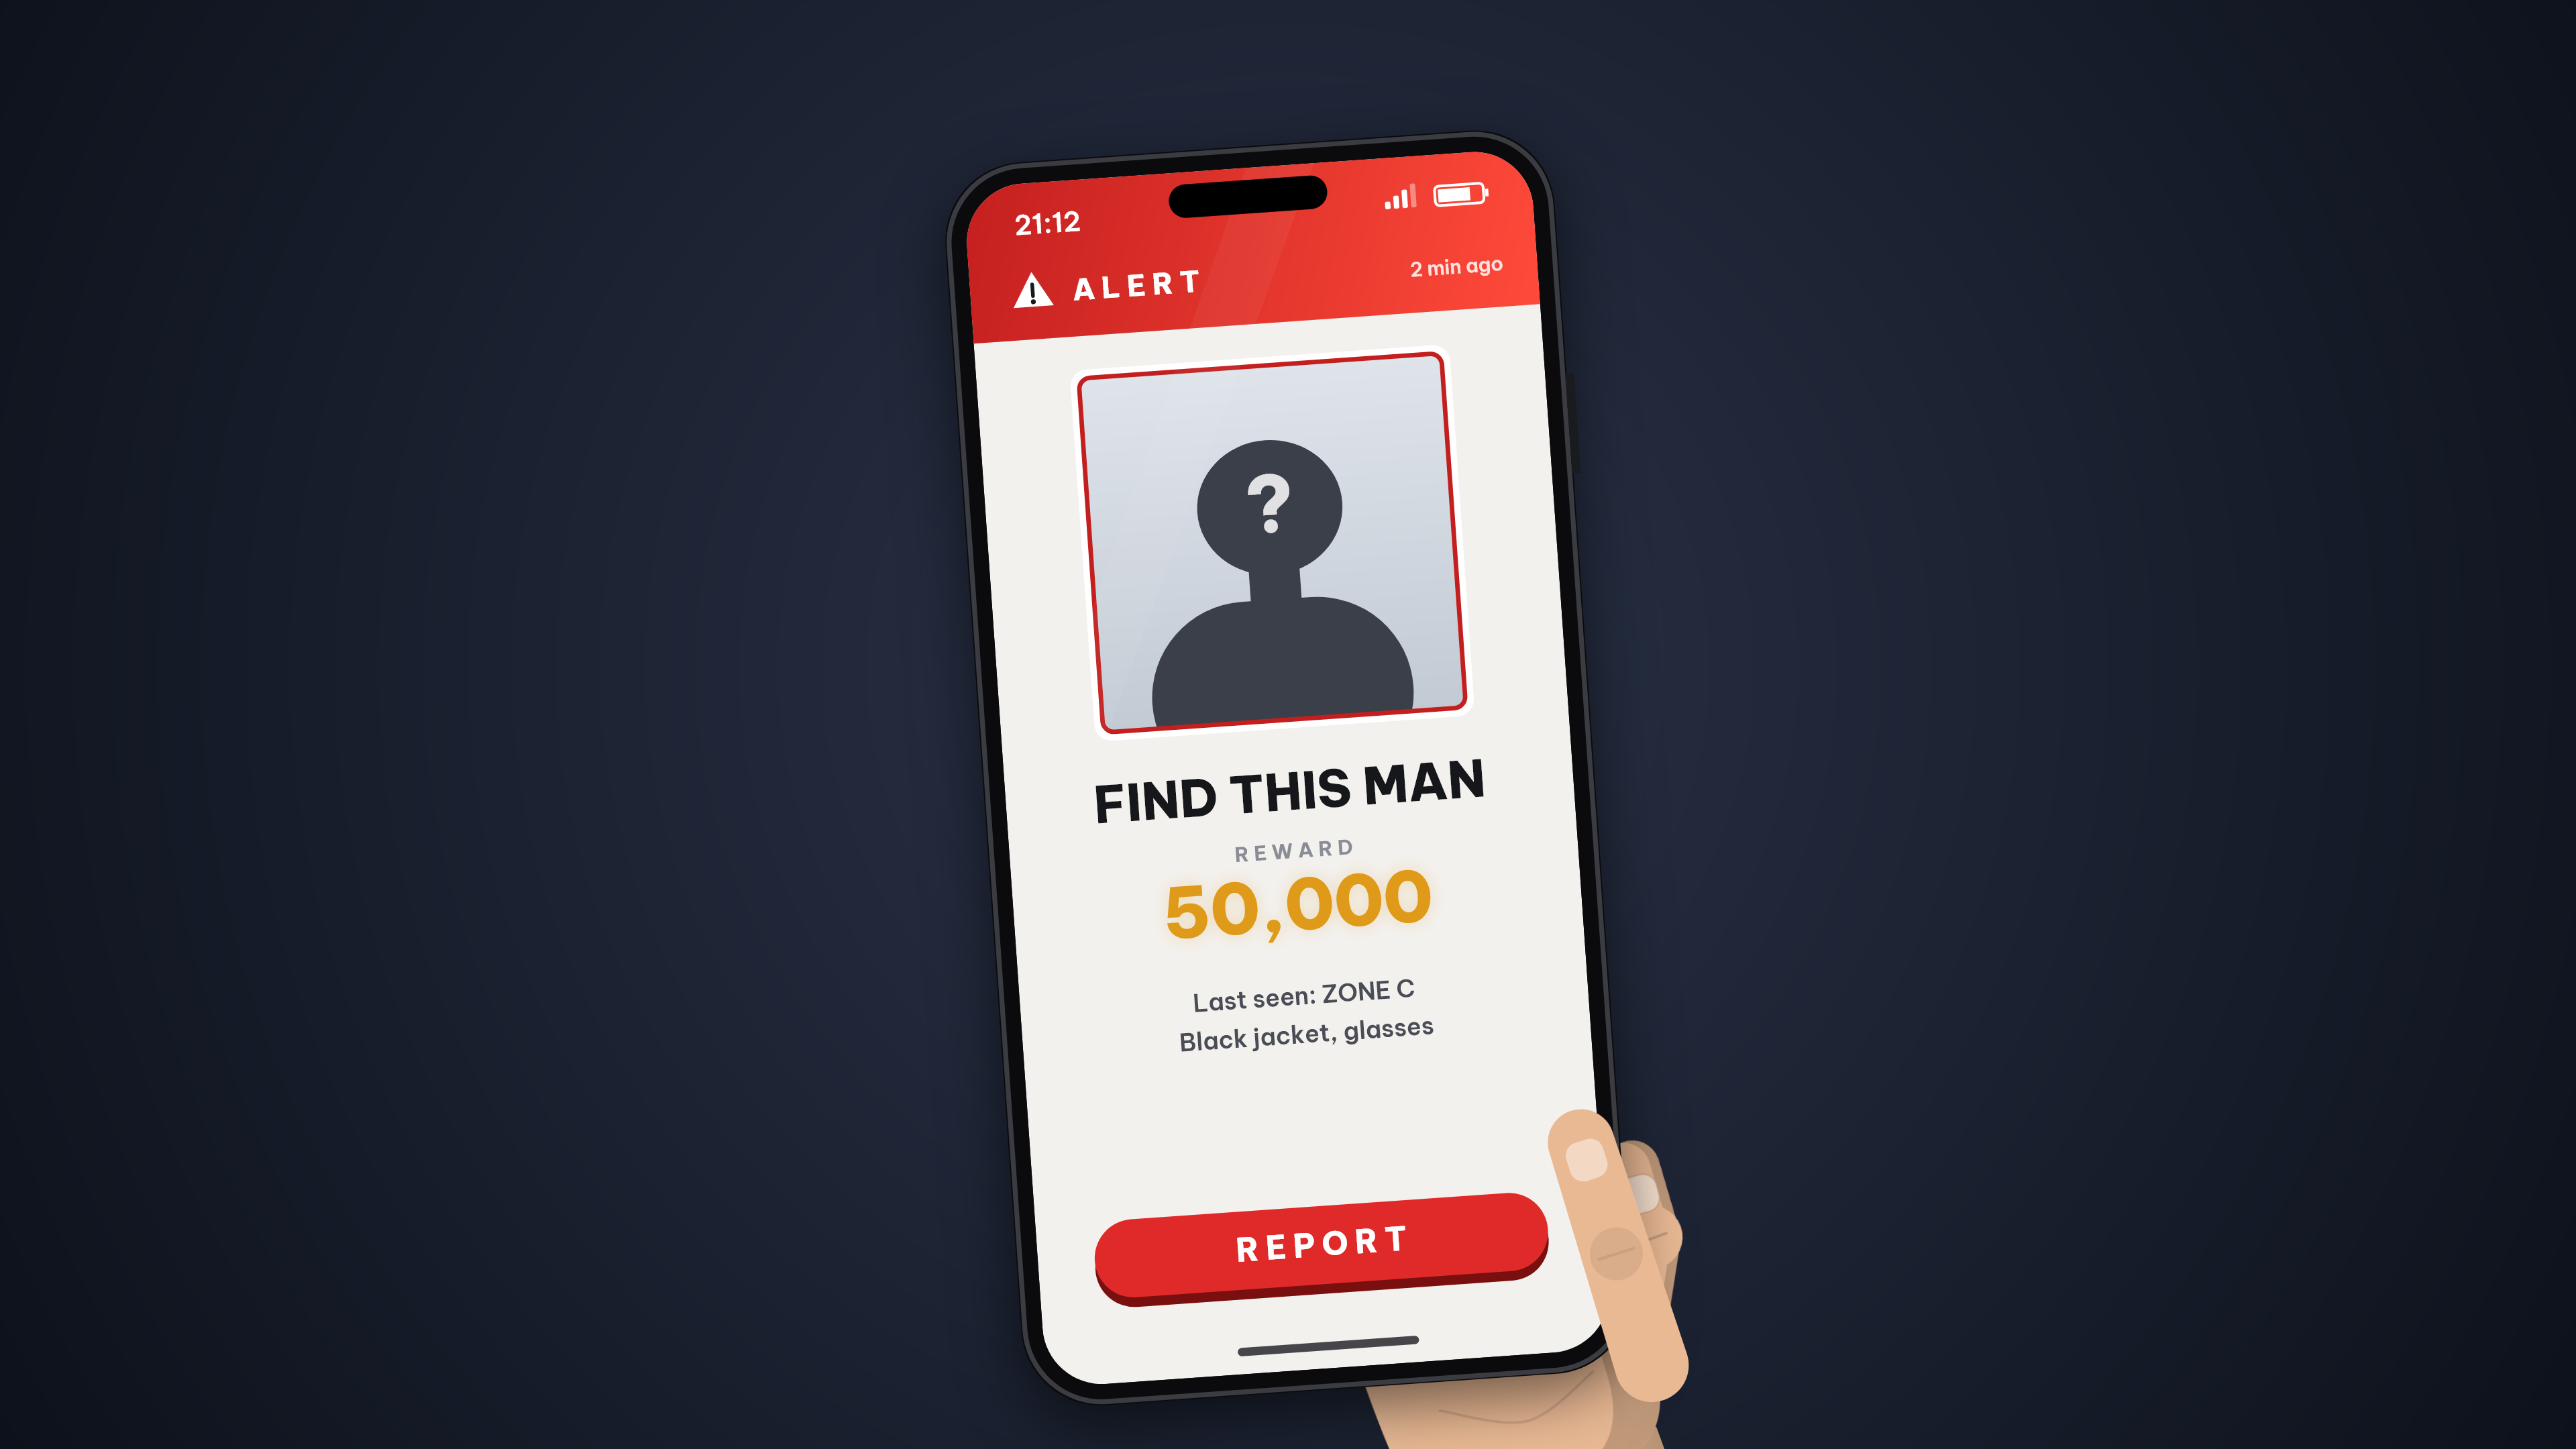 21:12
ALERT
2 min ago
?
FIND THIS MAN
REWARD
50,000
Last seen: ZONE C
Black jacket, glasses
REPORT